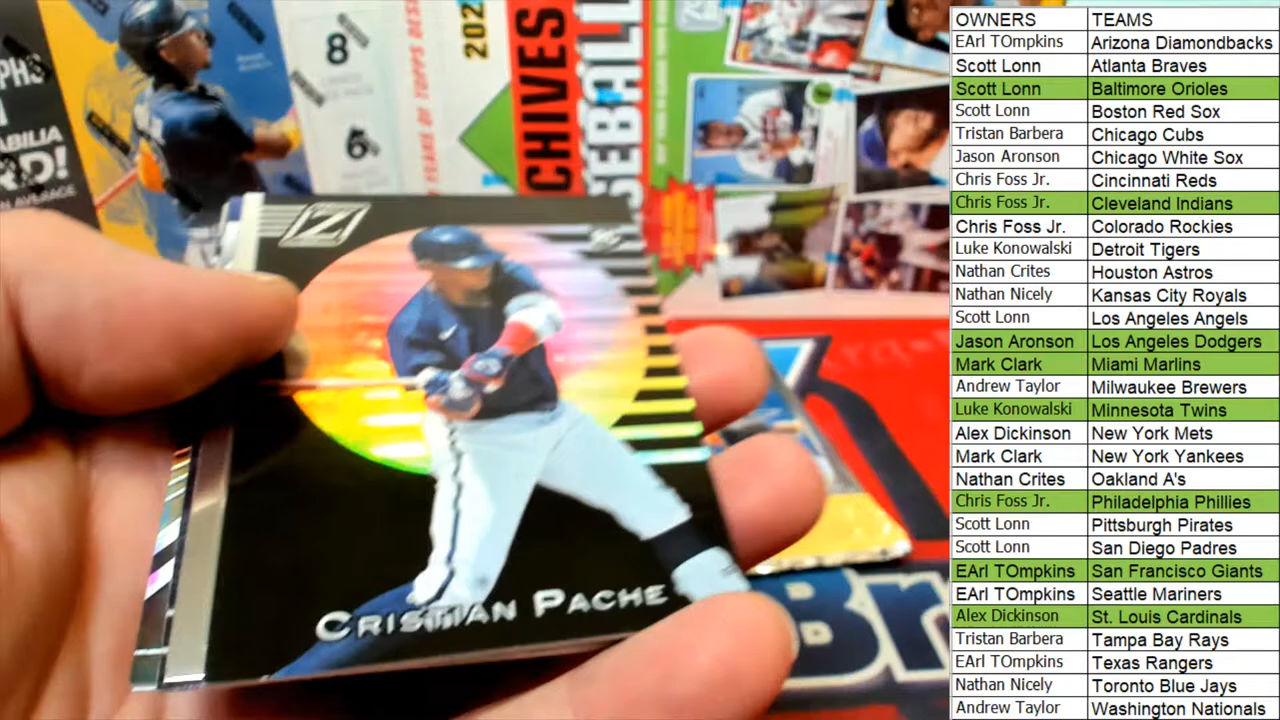 OWNERS TEAMS
EArl TOmpkins Arizona Diamondbacks
Scott Lonn Atlanta Braves
Scott Lonn Baltimore Orioles
Scott Lonn Boston Red Sox
Tristan Barbera Chicago Cubs
Jason Aronson Chicago White Sox
Chris Foss Jr. Cincinnati Reds
Chris Foss Jr. Cleveland Indians
Chris Foss Jr. Colorado Rockies
Luke Konowalski Detroit Tigers
Nathan Crites Houston Astros
Nathan Nicely Kansas City Royals
Scott Lonn Los Angeles Angels
Jason Aronson Los Angeles Dodgers
Mark Clark Miami Marlins
Andrew Taylor Milwaukee Brewers
Luke Konowalski Minnesota Twins
Alex Dickinson New York Mets
Mark Clark New York Yankees
Nathan Crites Oakland A's
Chris Foss Jr. Philadelphia Phillies
Scott Lonn Pittsburgh Pirates
Scott Lonn San Diego Padres
EArl TOmpkins San Francisco Giants
EArl TOmpkins Seattle Mariners
Alex Dickinson St. Louis Cardinals
Tristan Barbera Tampa Bay Rays
EArl TOmpkins Texas Rangers
Nathan Nicely Toronto Blue Jays
Andrew Taylor Washington Nationals
8
6
202
CHIVES
SEBALL
Z
RC
CRISTIAN PACHE
Br